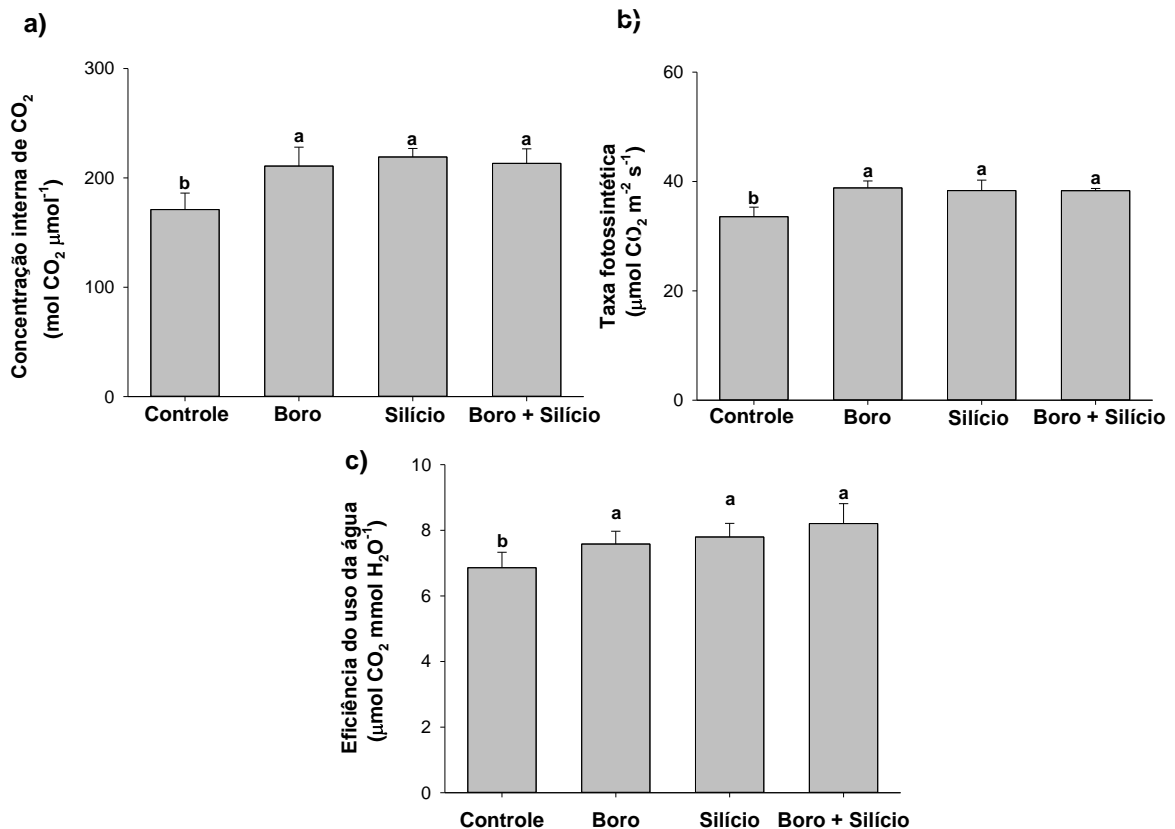 a)
Concentração interna de CO₂
(mol CO₂ μmol⁻¹)
300
200
100
0
b
a
a
a
Controle Boro Silício Boro + Silício
b)
Taxa fotossintética
(μmol CO₂ m⁻² s⁻¹)
60
40
20
0
b
a
a
a
Controle Boro Silício Boro + Silício
c)
Eficiência do uso da água
(μmol CO₂ mmol H₂O⁻¹)
10
8
6
4
2
0
b
a
a
a
Controle Boro Silício Boro + Silício